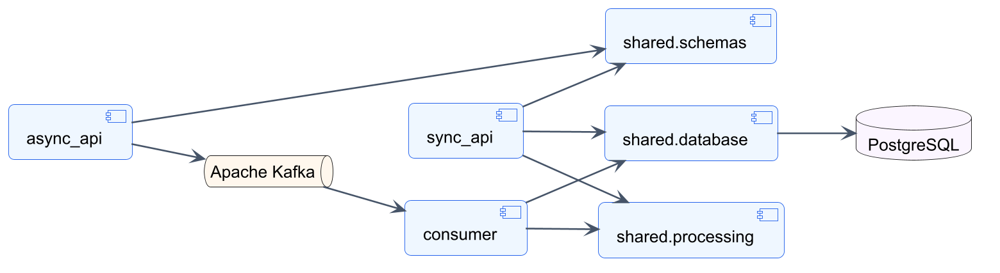 shared.schemas
async_api
sync_api
shared.database
PostgreSQL
Apache Kafka
consumer
shared.processing